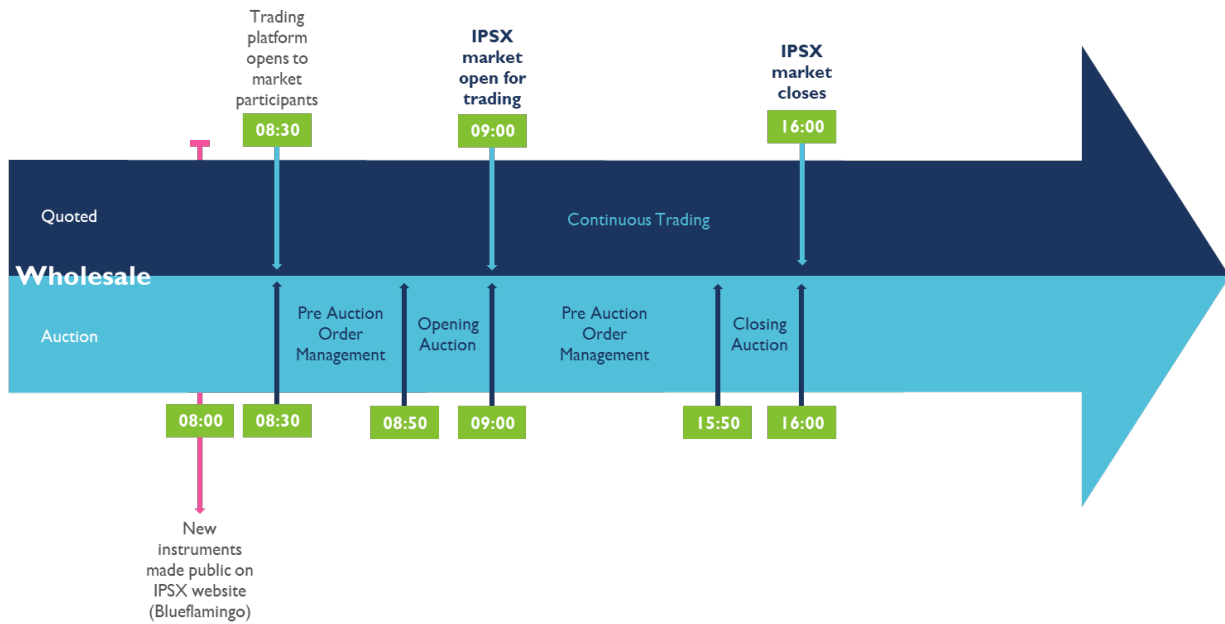 Trading
platform
opens to
market
participants
08:30
IPSX
market
open for
trading
09:00
IPSX
market
closes
16:00
Quoted
Continuous Trading
Wholesale
Auction
Pre Auction
Order
Management
Opening
Auction
Pre Auction
Order
Management
Closing
Auction
08:00
08:30
08:50
09:00
15:50
16:00
New
instruments
made public on
IPSX website
(Blueflamingo)